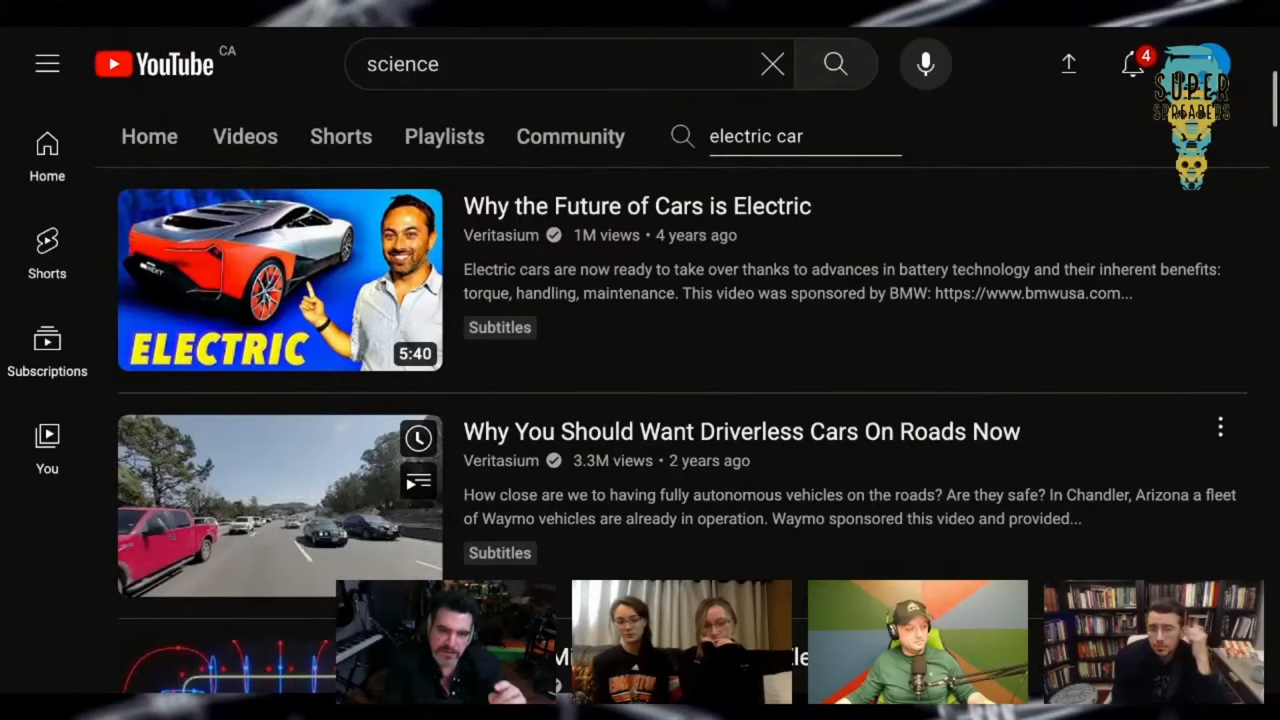 YouTube CA
science
4
SUPER
SPREADERS
Home
Videos
Shorts
Playlists
Community
electric car
Home
Shorts
Subscriptions
You
ELECTRIC
5:40
Why the Future of Cars is Electric
Veritasium 1M views • 4 years ago
Electric cars are now ready to take over thanks to advances in battery technology and their inherent benefits:
torque, handling, maintenance. This video was sponsored by BMW: https://www.bmwusa.com...
Subtitles
Why You Should Want Driverless Cars On Roads Now
Veritasium 3.3M views • 2 years ago
How close are we to having fully autonomous vehicles on the roads? Are they safe? In Chandler, Arizona a fleet
of Waymo vehicles are already in operation. Waymo sponsored this video and provided...
Subtitles